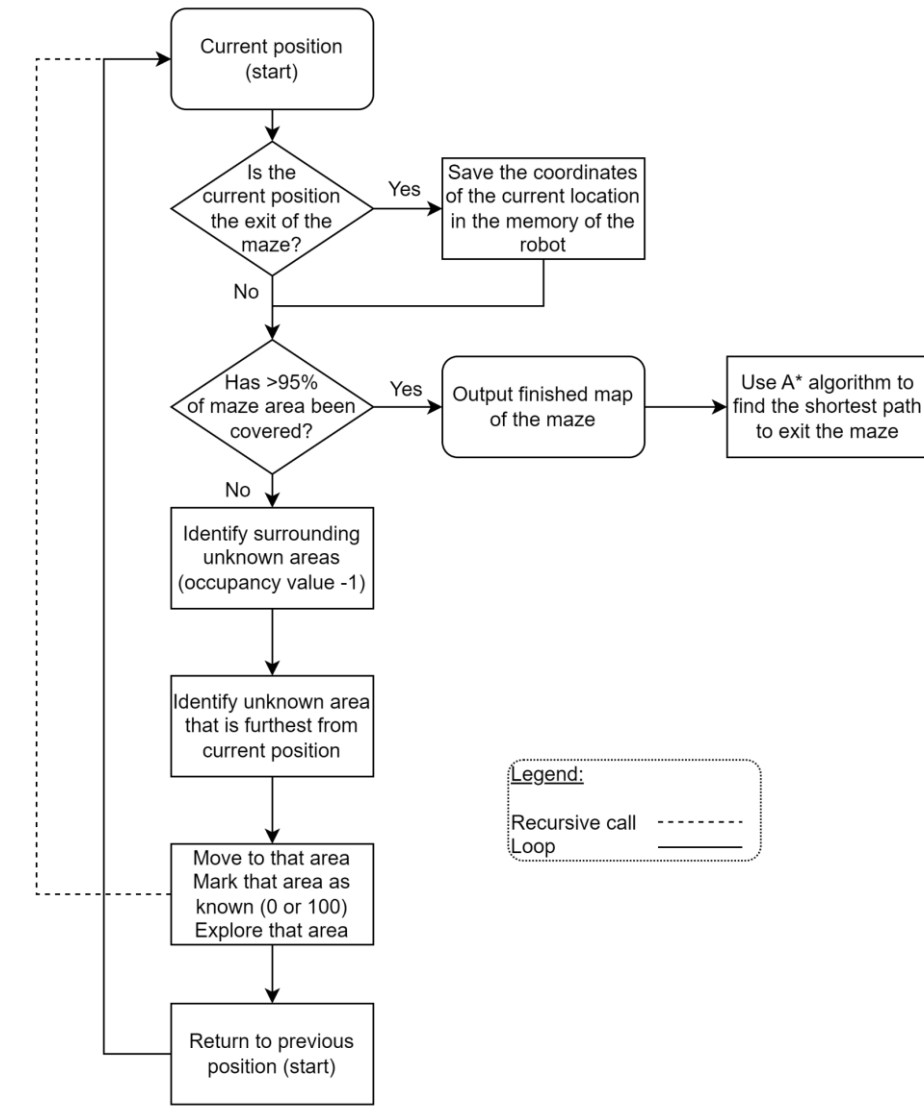 Current position
(start)
Is the
current position
the exit of the
maze?
Yes
Save the coordinates
of the current location
in the memory of the
robot
No
Has >95%
of maze area been
covered?
Yes
Output finished map
of the maze
Use A* algorithm to
find the shortest path
to exit the maze
No
Identify surrounding
unknown areas
(occupancy value -1)
Identify unknown area
that is furthest from
current position
Legend:
Recursive call
Loop
Move to that area
Mark that area as
known (0 or 100)
Explore that area
Return to previous
position (start)